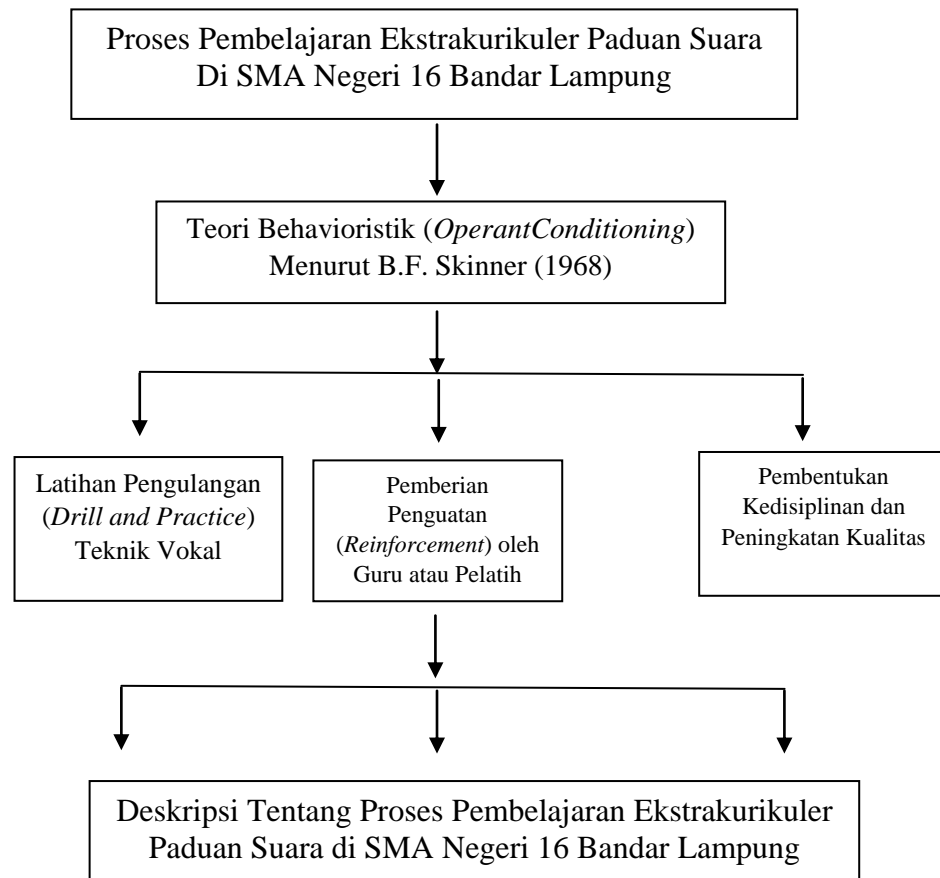 Proses Pembelajaran Ekstrakurikuler Paduan Suara
Di SMA Negeri 16 Bandar Lampung
Teori Behavioristik (OperantConditioning)
Menurut B.F. Skinner (1968)
Latihan Pengulangan
(Drill and Practice)
Teknik Vokal
Pemberian
Penguatan
(Reinforcement) oleh
Guru atau Pelatih
Pembentukan
Kedisiplinan dan
Peningkatan Kualitas
Deskripsi Tentang Proses Pembelajaran Ekstrakurikuler
Paduan Suara di SMA Negeri 16 Bandar Lampung